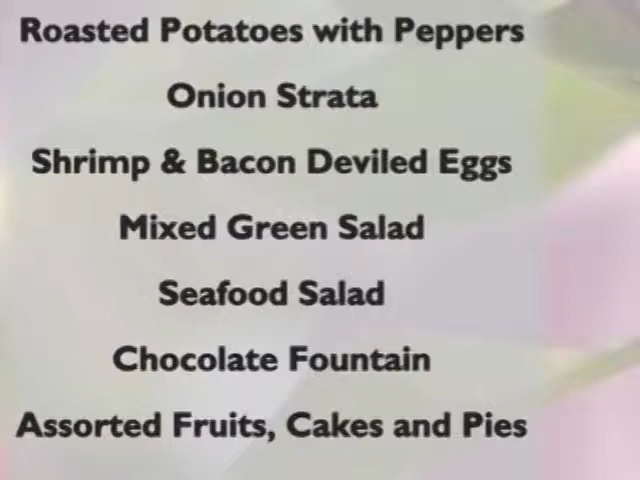 Roasted Potatoes with Peppers
Onion Strata
Shrimp & Bacon Deviled Eggs
Mixed Green Salad
Seafood Salad
Chocolate Fountain
Assorted Fruits, Cakes and Pies